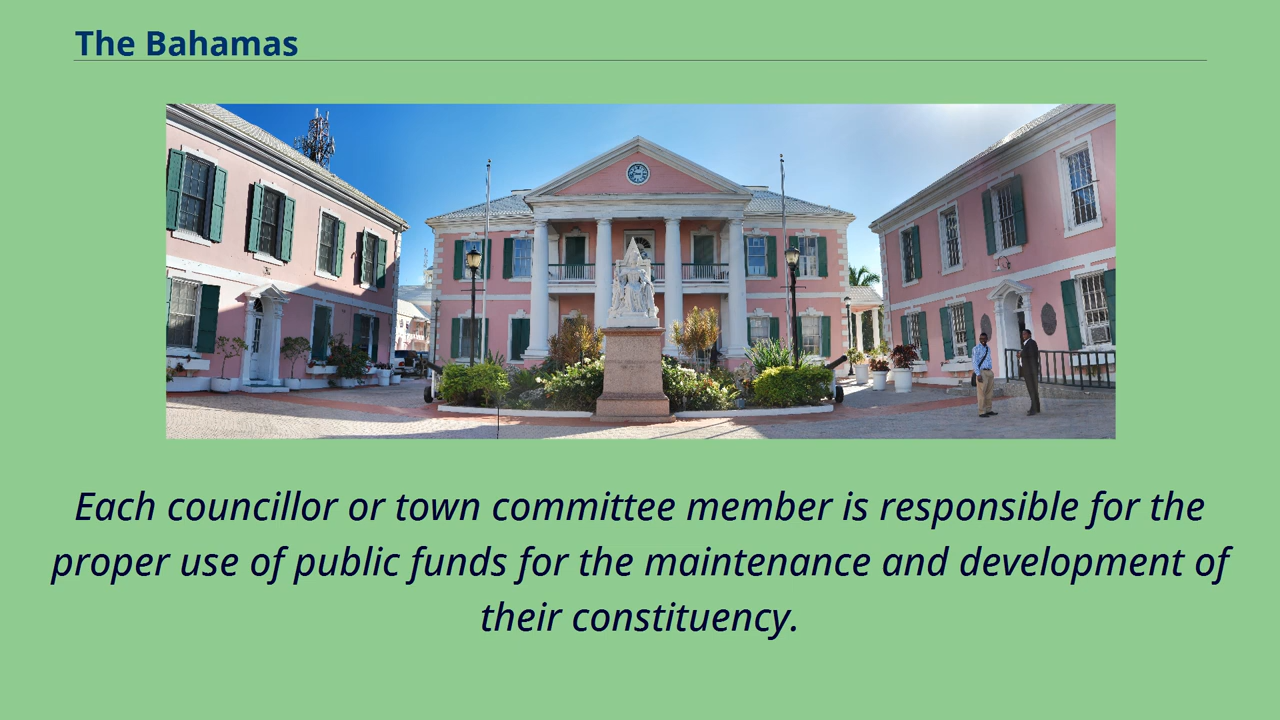 The Bahamas
Each councillor or town committee member is responsible for the
proper use of public funds for the maintenance and development of
their constituency.